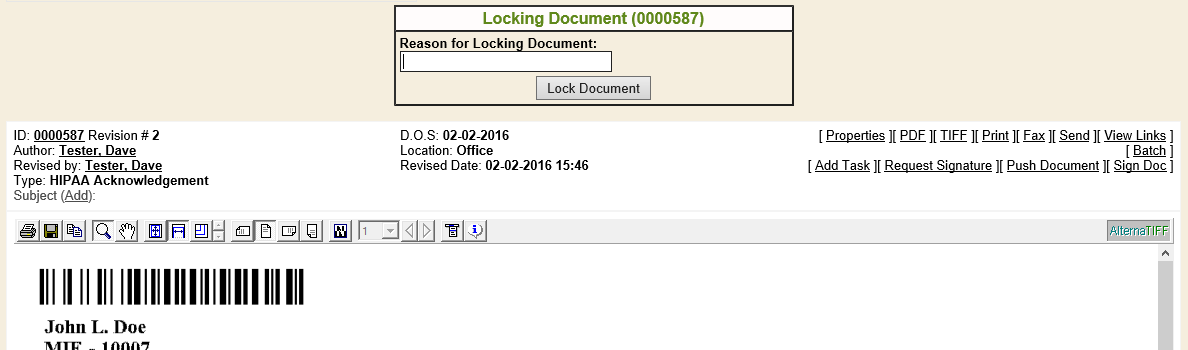 Locking Document (0000587)
Reason for Locking Document:
Lock Document
ID: 0000587 Revision # 2
Author: Tester, Dave
Revised by: Tester, Dave
Type: HIPAA Acknowledgement
Subject (Add):
D.O.S: 02-02-2016
Location: Office
Revised Date: 02-02-2016 15:46
[ Properties ][ PDF ][ TIFF ][ Print ][ Fax ][ Send ][ View Links ]
[ Batch ]
[ Add Task ][ Request Signature ][ Push Document ][ Sign Doc ]
1
AlternaTIFF
John L. Doe
MIE - 10007